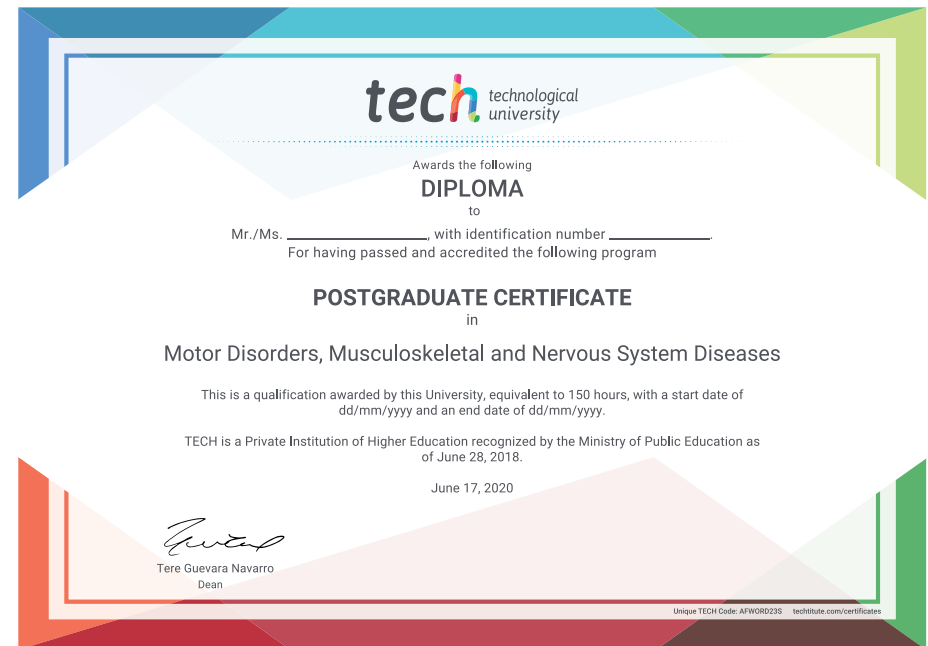 tech technological
university
Awards the following
DIPLOMA
to
Mr./Ms. ________________, with identification number ____________.
For having passed and accredited the following program
POSTGRADUATE CERTIFICATE
in
Motor Disorders, Musculoskeletal and Nervous System Diseases
This is a qualification awarded by this University, equivalent to 150 hours, with a start date of
dd/mm/yyyy and an end date of dd/mm/yyyy.
TECH is a Private Institution of Higher Education recognized by the Ministry of Public Education as
of June 28, 2018.
June 17, 2020
Tere Guevara Navarro
Dean
Unique TECH Code: AFWORD23S techtitute.com/certificates